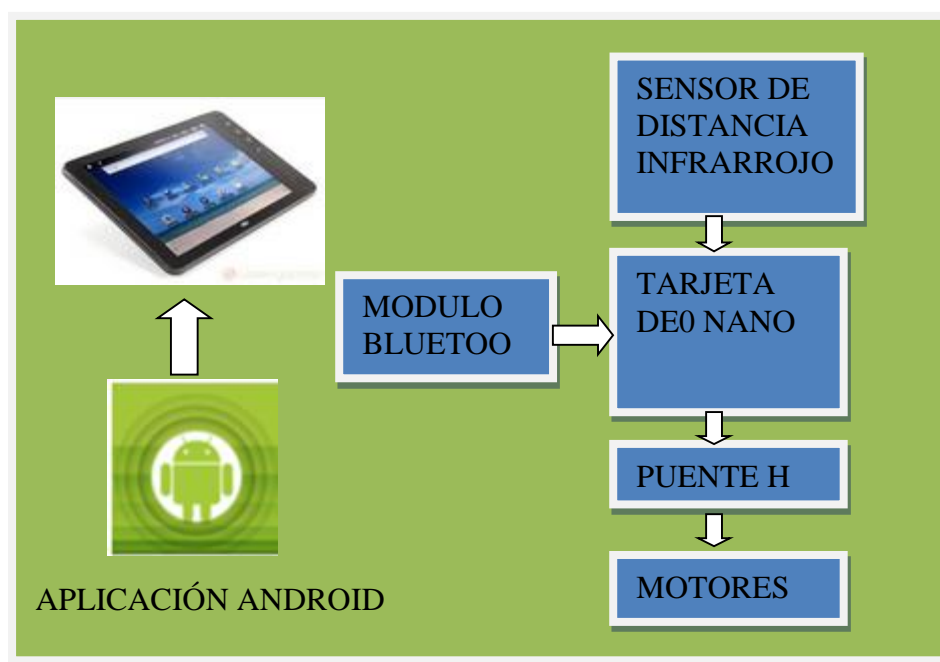 SENSOR DE
DISTANCIA
INFRARROJO
MODULO
BLUETOO
TARJETA
DE0 NANO
PUENTE H
MOTORES
APLICACIÓN ANDROID